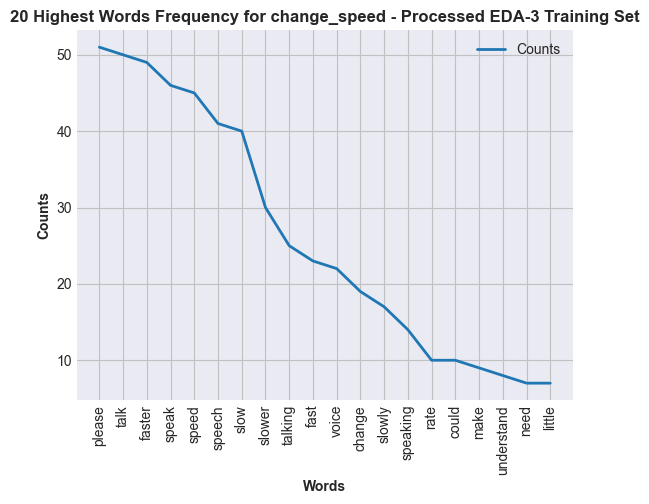 20 Highest Words Frequency for change_speed - Processed EDA-3 Training Set
Counts
50
40
30
20
10
Counts
please
talk
faster
speak
speed
speech
slow
slower
talking
fast
voice
change
slowly
speaking
rate
could
make
understand
need
little
Words